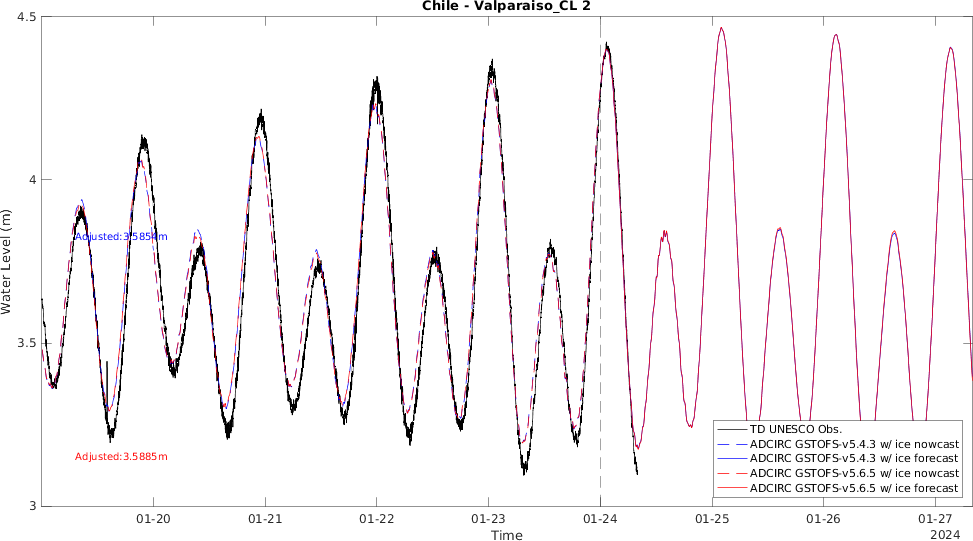 Chile - Valparaiso_CL 2
4.5
4
3.5
3
Water Level (m)
Adjusted:3.5854m
Adjusted:3.5885m
TD UNESCO Obs.
ADCIRC GSTOFS-v5.4.3 w/ ice nowcast
ADCIRC GSTOFS-v5.4.3 w/ ice forecast
ADCIRC GSTOFS-v5.6.5 w/ ice nowcast
ADCIRC GSTOFS-v5.6.5 w/ ice forecast
01-20 01-21 01-22 01-23 01-24 01-25 01-26 01-27
Time
2024